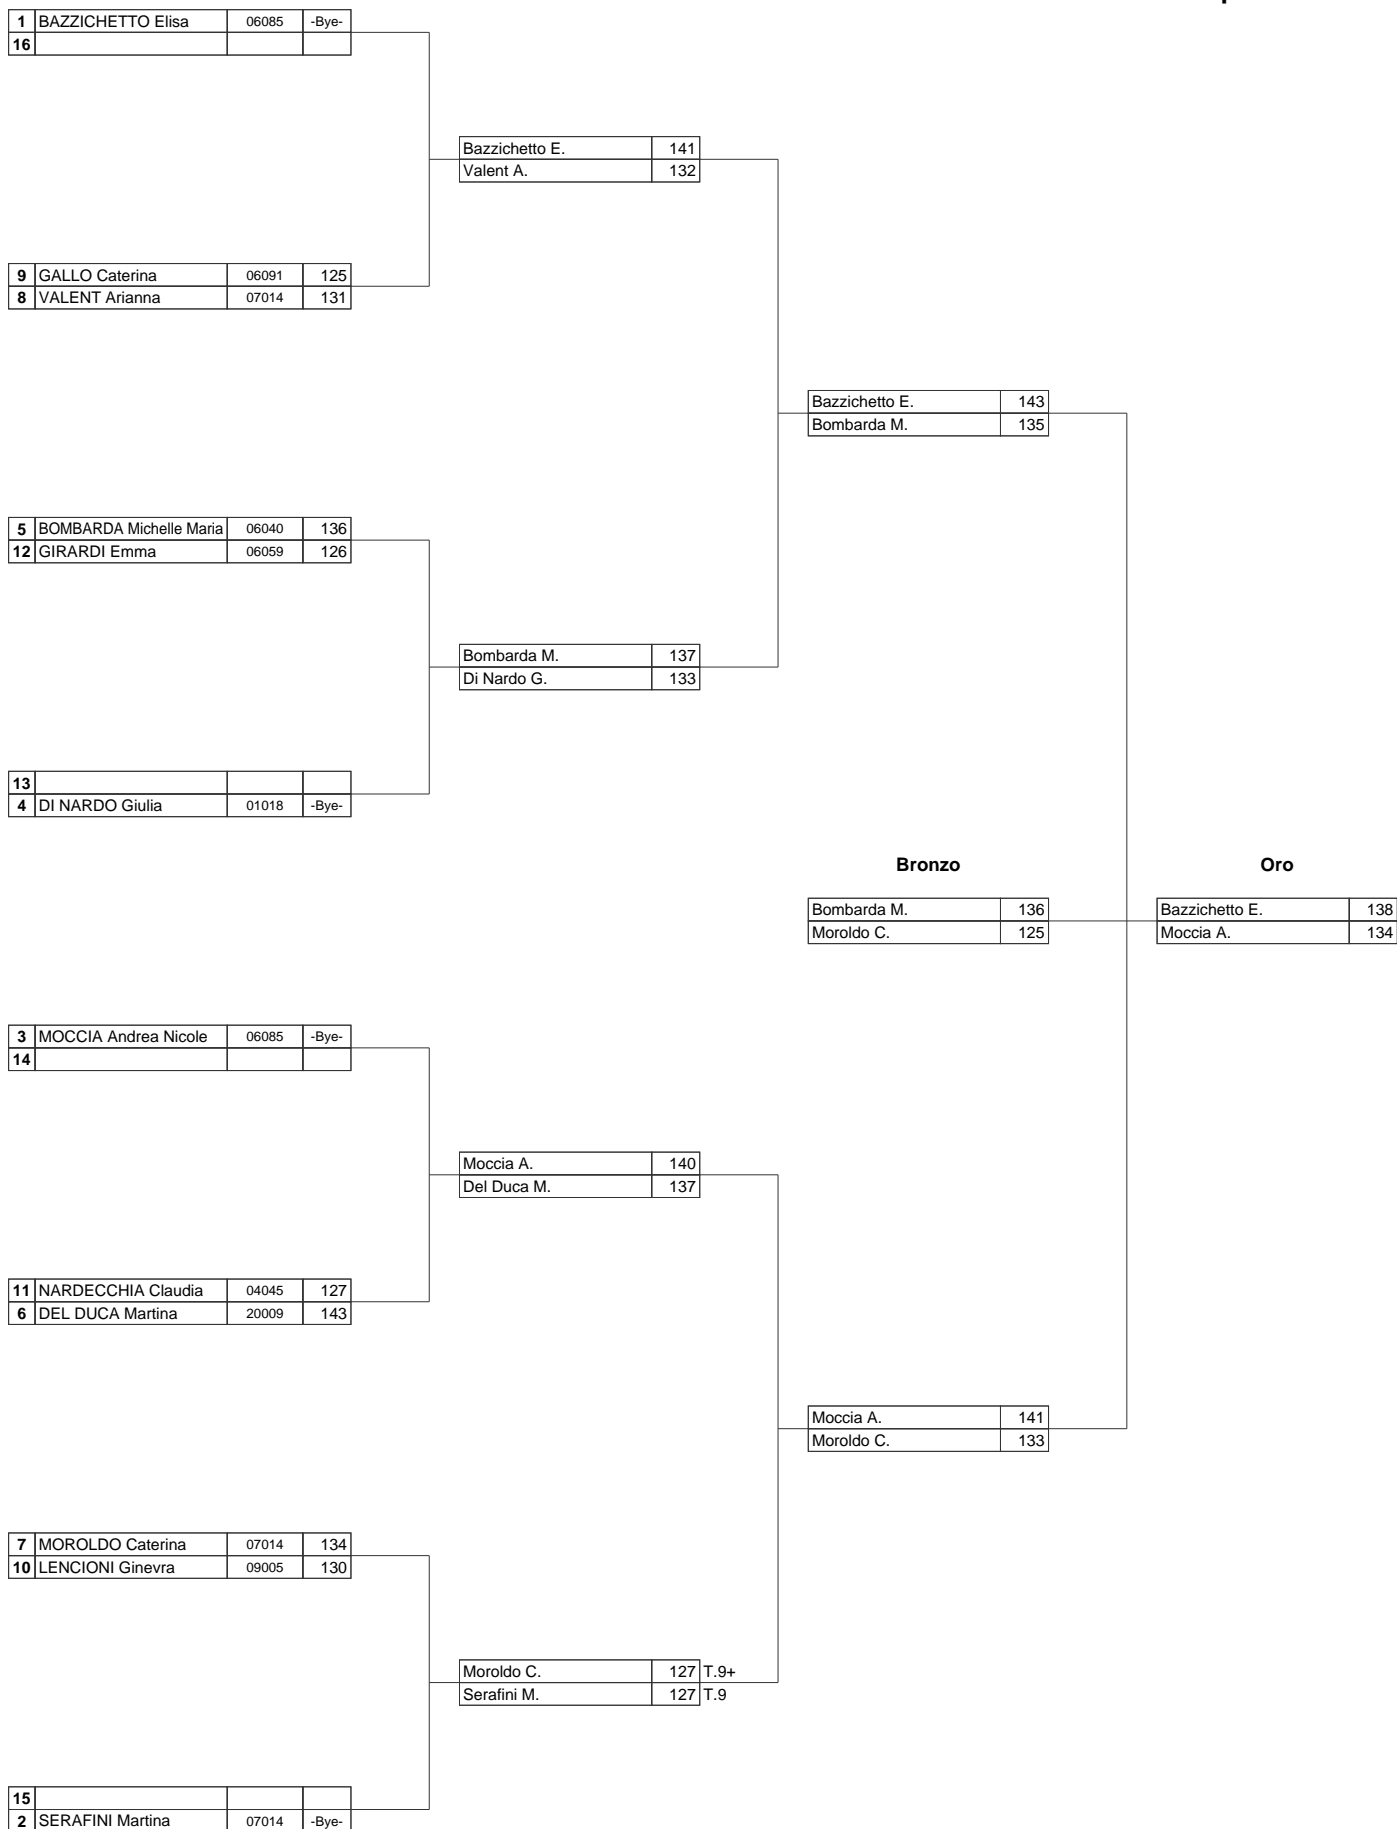 1 BAZZICHETTO Elisa 06085 -Bye-
16
Bazzichetto E. 141
Valent A. 132
9 GALLO Caterina 06091 125
8 VALENT Arianna 07014 131
Bazzichetto E. 143
Bombarda M. 135
5 BOMBARDA Michelle Maria 06040 136
12 GIRARDI Emma 06059 126
Bombarda M. 137
Di Nardo G. 133
13
4 DI NARDO Giulia 01018 -Bye-
Bronzo Oro
Bombarda M. 136 Bazzichetto E. 138
Moroldo C. 125 Moccia A. 134
3 MOCCIA Andrea Nicole 06085 -Bye-
14
Moccia A. 140
Del Duca M. 137
11 NARDECCHIA Claudia 04045 127
6 DEL DUCA Martina 20009 143
Moccia A. 141
Moroldo C. 133
7 MOROLDO Caterina 07014 134
10 LENCIONI Ginevra 09005 130
Moroldo C. 127 T.9+
Serafini M. 127 T.9
15
2 SERAFINI Martina 07014 -Bye-